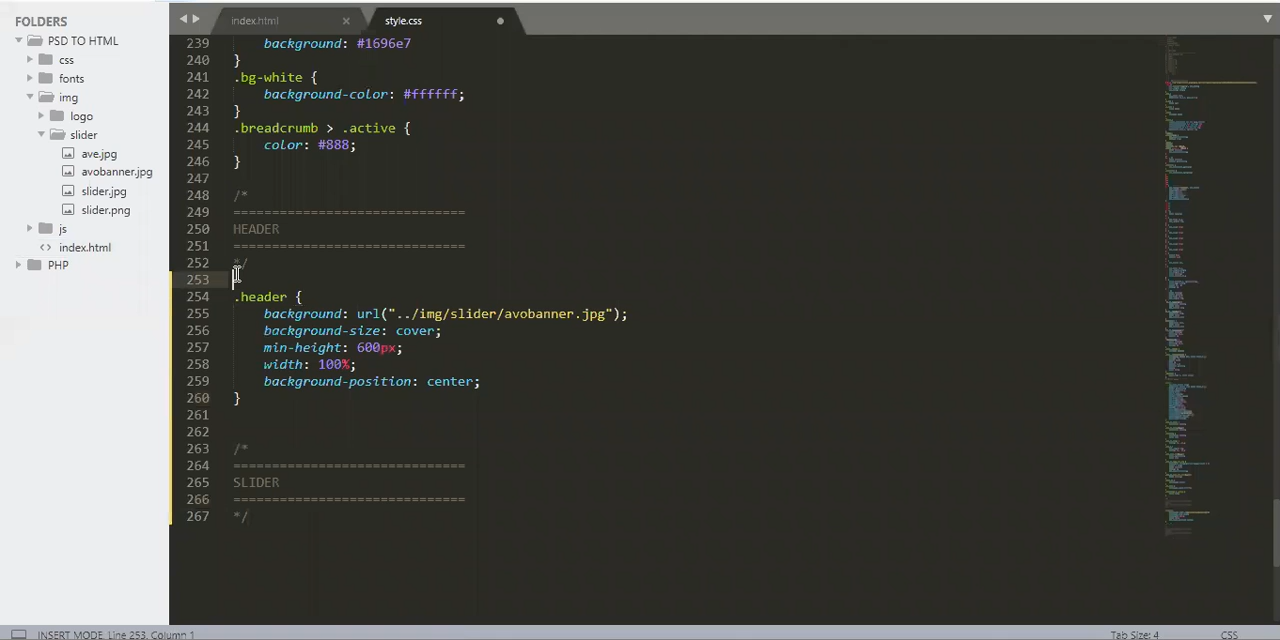 FOLDERS
PSD TO HTML
css
fonts
img
logo
slider
ave.jpg
avobanner.jpg
slider.jpg
slider.png
js
index.html
PHP
index.html
style.css
239 background: #1696e7
240 }
241 .bg-white {
242 background-color: #ffffff;
243 }
244 .breadcrumb > .active {
245 color: #888;
246 }
247
248 /*
249 ==============================
250 HEADER
251 ==============================
252 */
253
254 .header {
255 background: url("../img/slider/avobanner.jpg");
256 background-size: cover;
257 min-height: 600px;
258 width: 100%;
259 background-position: center;
260 }
261
262
263 /*
264 ==============================
265 SLIDER
266 ==============================
267 */
INSERT MODE, Line 253, Column 1
Tab Size: 4
CSS